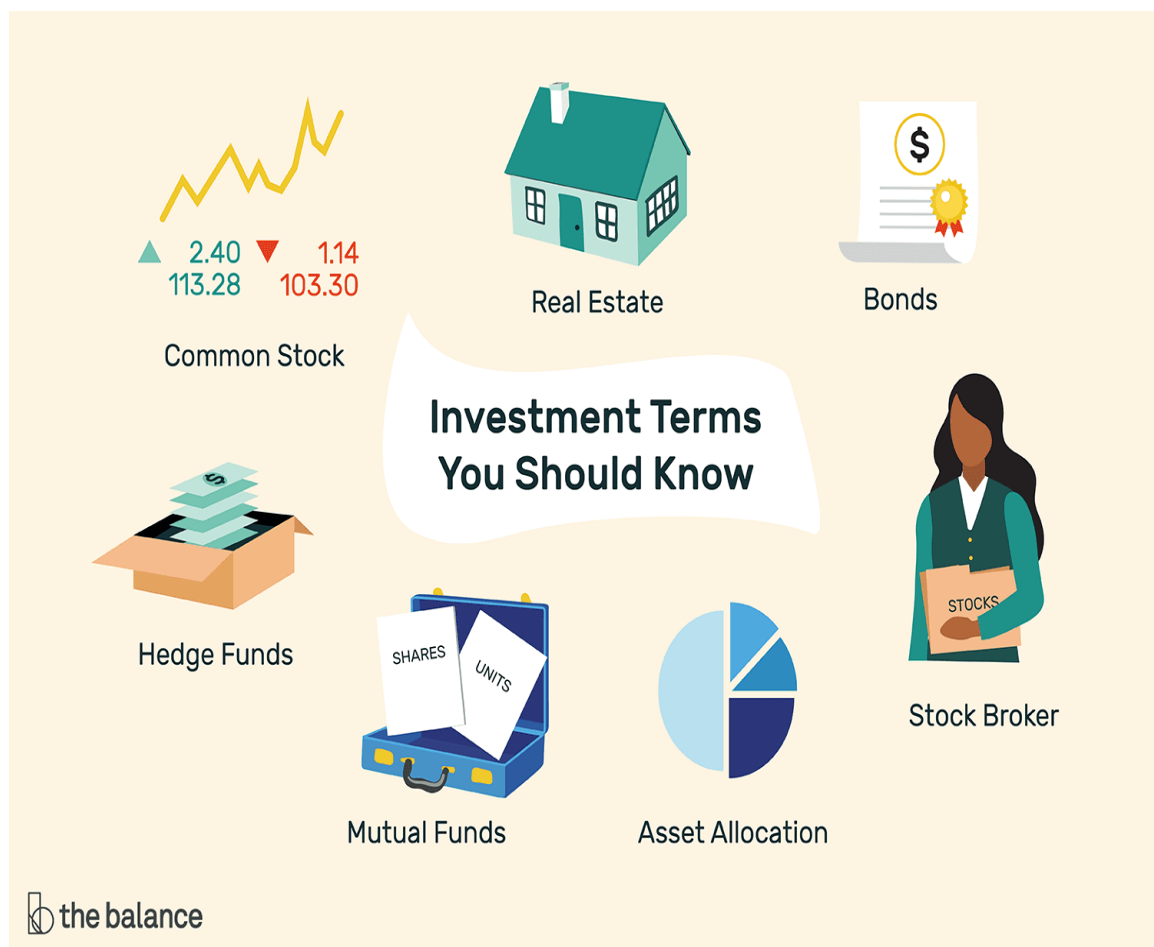 $
2.40 1.14
113.28 103.30
Common Stock
Real Estate
$
Bonds
Investment Terms
You Should Know
$
Hedge Funds
SHARES
UNITS
Mutual Funds
Asset Allocation
STOCKS
Stock Broker
the balance